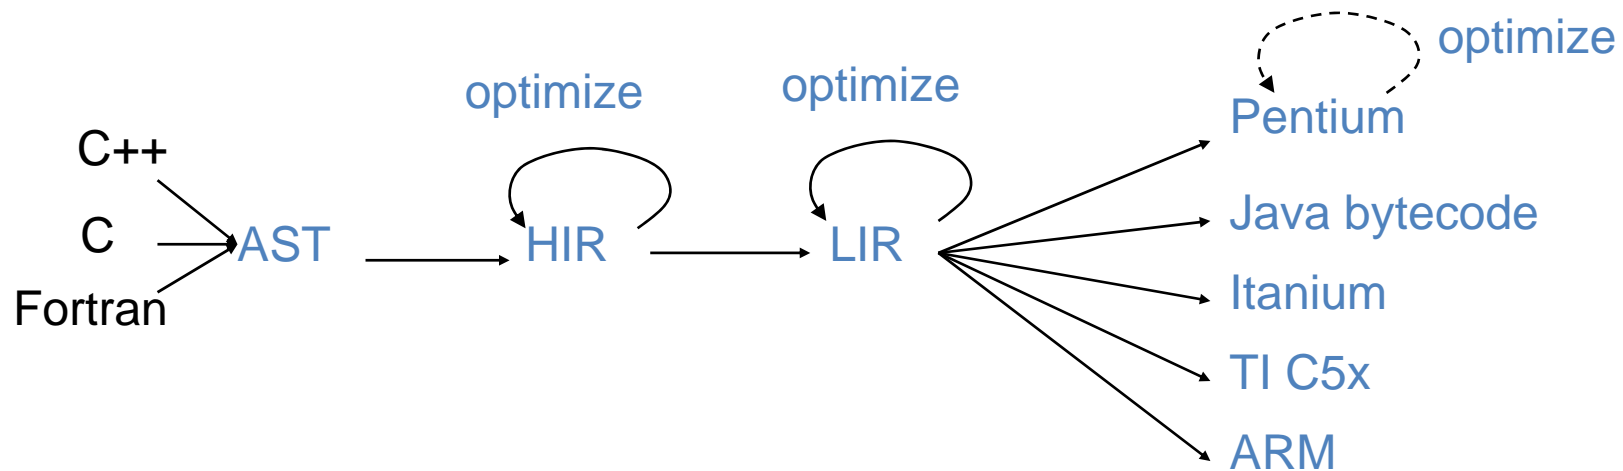 optimize
optimize
optimize
C++
C
Fortran
AST
HIR
LIR
Pentium
Java bytecode
Itanium
TI C5x
ARM